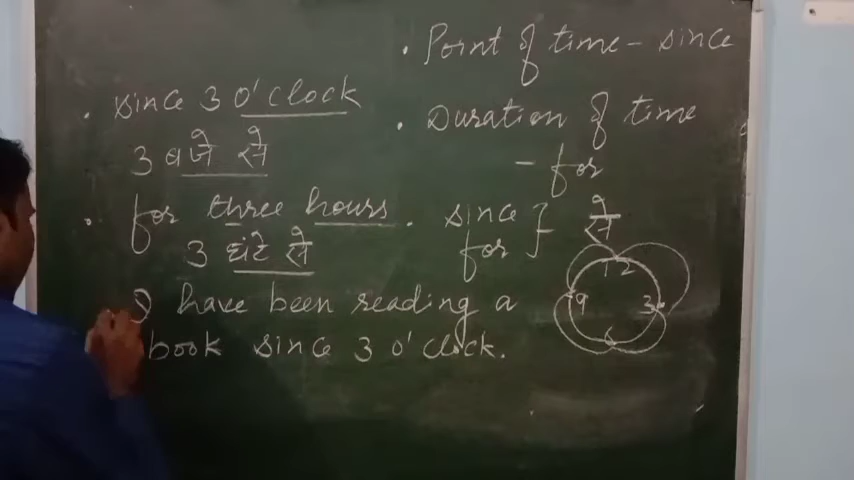 . Point of time - since
. since 3 o'clock
3 बजे से
. Duration of time
- for
. for three hours.
3 घंटे से
since } - से
for
I have been reading a
book since 3 o'clock.
12
9 3
6